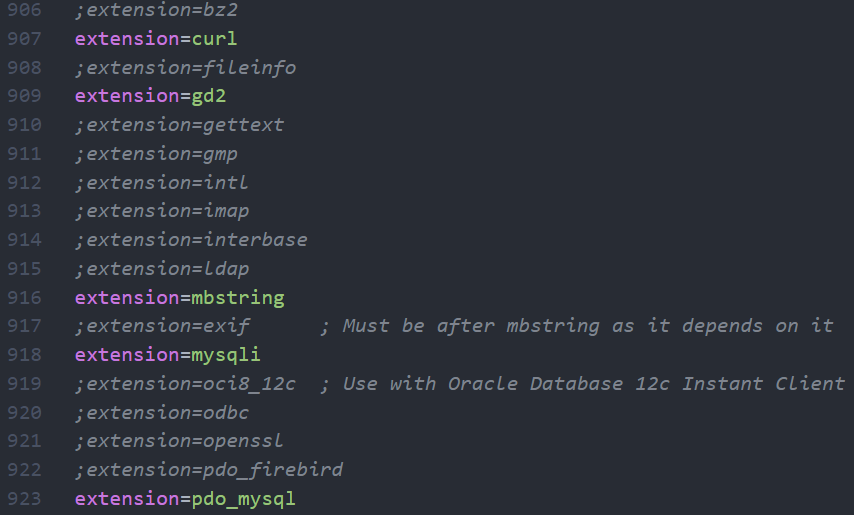 906 ;extension=bz2
907 extension=curl
908 ;extension=fileinfo
909 extension=gd2
910 ;extension=gettext
911 ;extension=gmp
912 ;extension=intl
913 ;extension=imap
914 ;extension=interbase
915 ;extension=ldap
916 extension=mbstring
917 ;extension=exif      ; Must be after mbstring as it depends on it
918 extension=mysqli
919 ;extension=oci8_12c  ; Use with Oracle Database 12c Instant Client
920 ;extension=odbc
921 ;extension=openssl
922 ;extension=pdo_firebird
923 extension=pdo_mysql